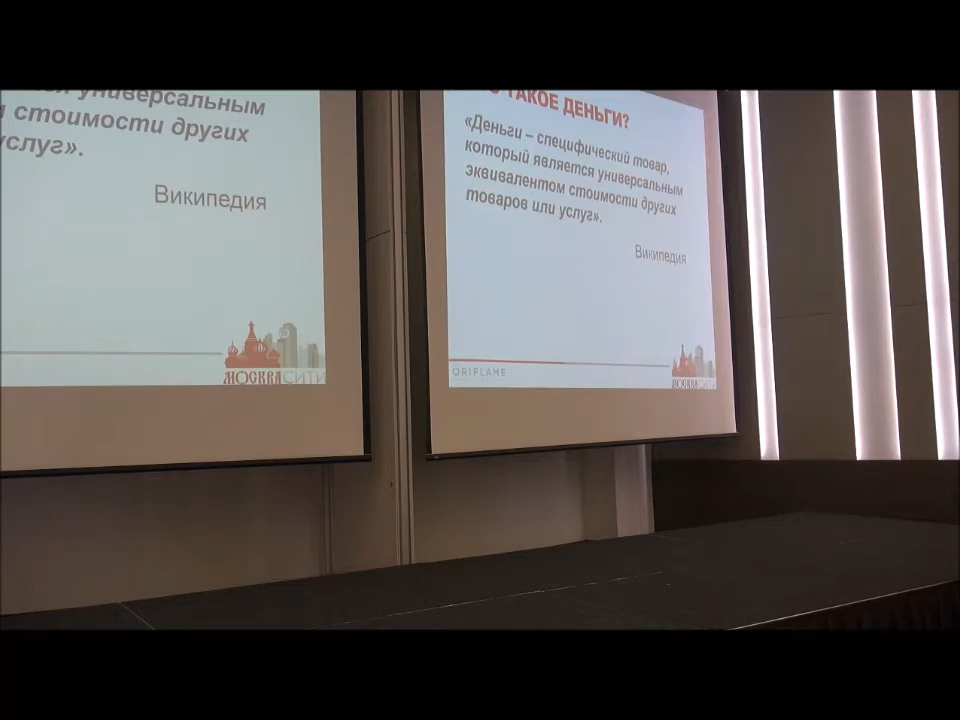 универсальным
стоимости других
услуг».
Википедия
МОСКВАСИТИ
ТАКОЕ ДЕНЬГИ?
«Деньги – специфический товар,
который является универсальным
эквивалентом стоимости других
товаров или услуг».
Википедия
ORIFLAME
МОСКВАСИТИ